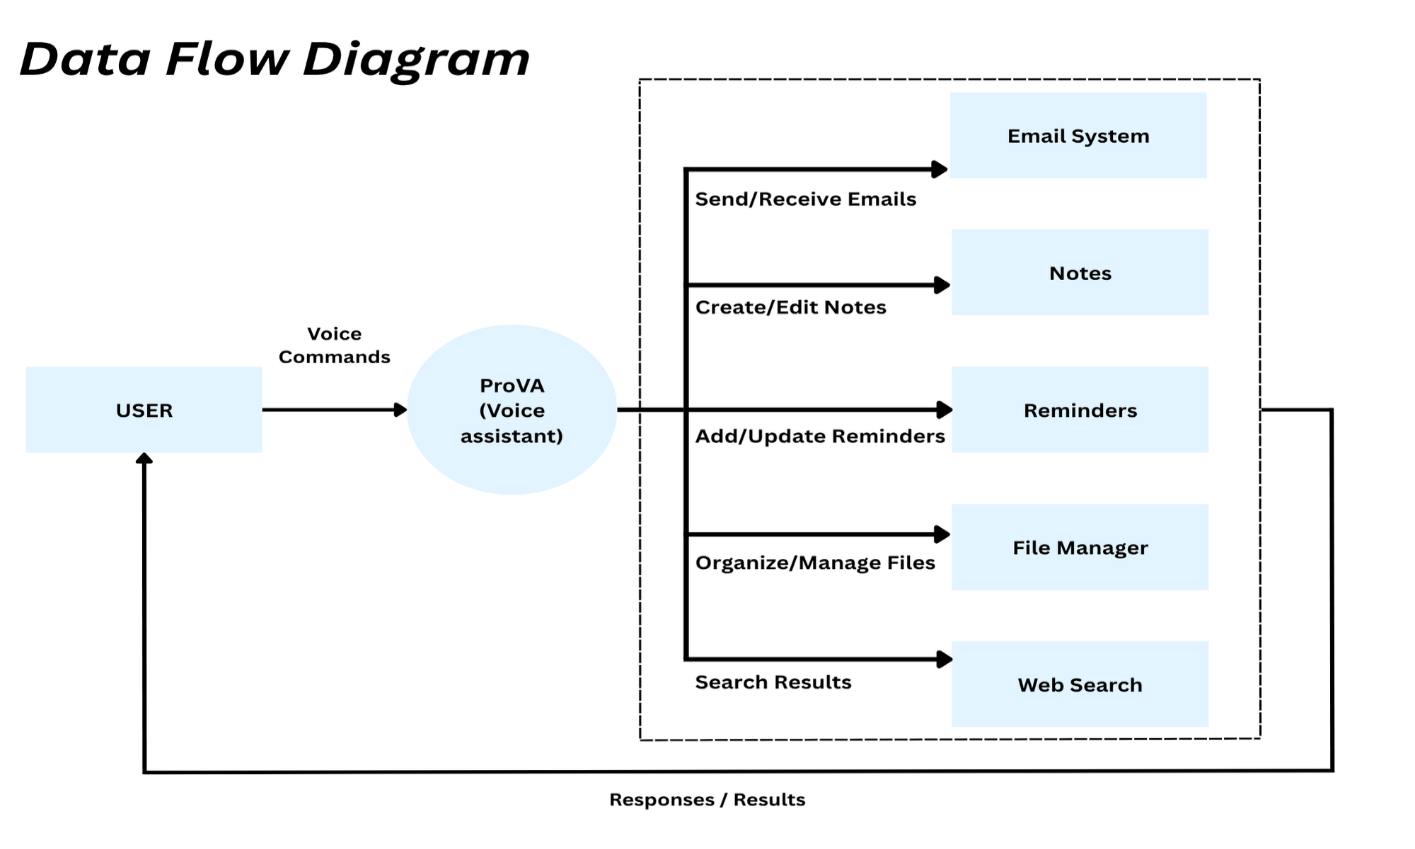 Data Flow Diagram
Email System
Send/Receive Emails
Notes
Create/Edit Notes
Voice
Commands
USER
ProVA
(Voice
assistant)
Reminders
Add/Update Reminders
File Manager
Organize/Manage Files
Web Search
Search Results
Responses / Results